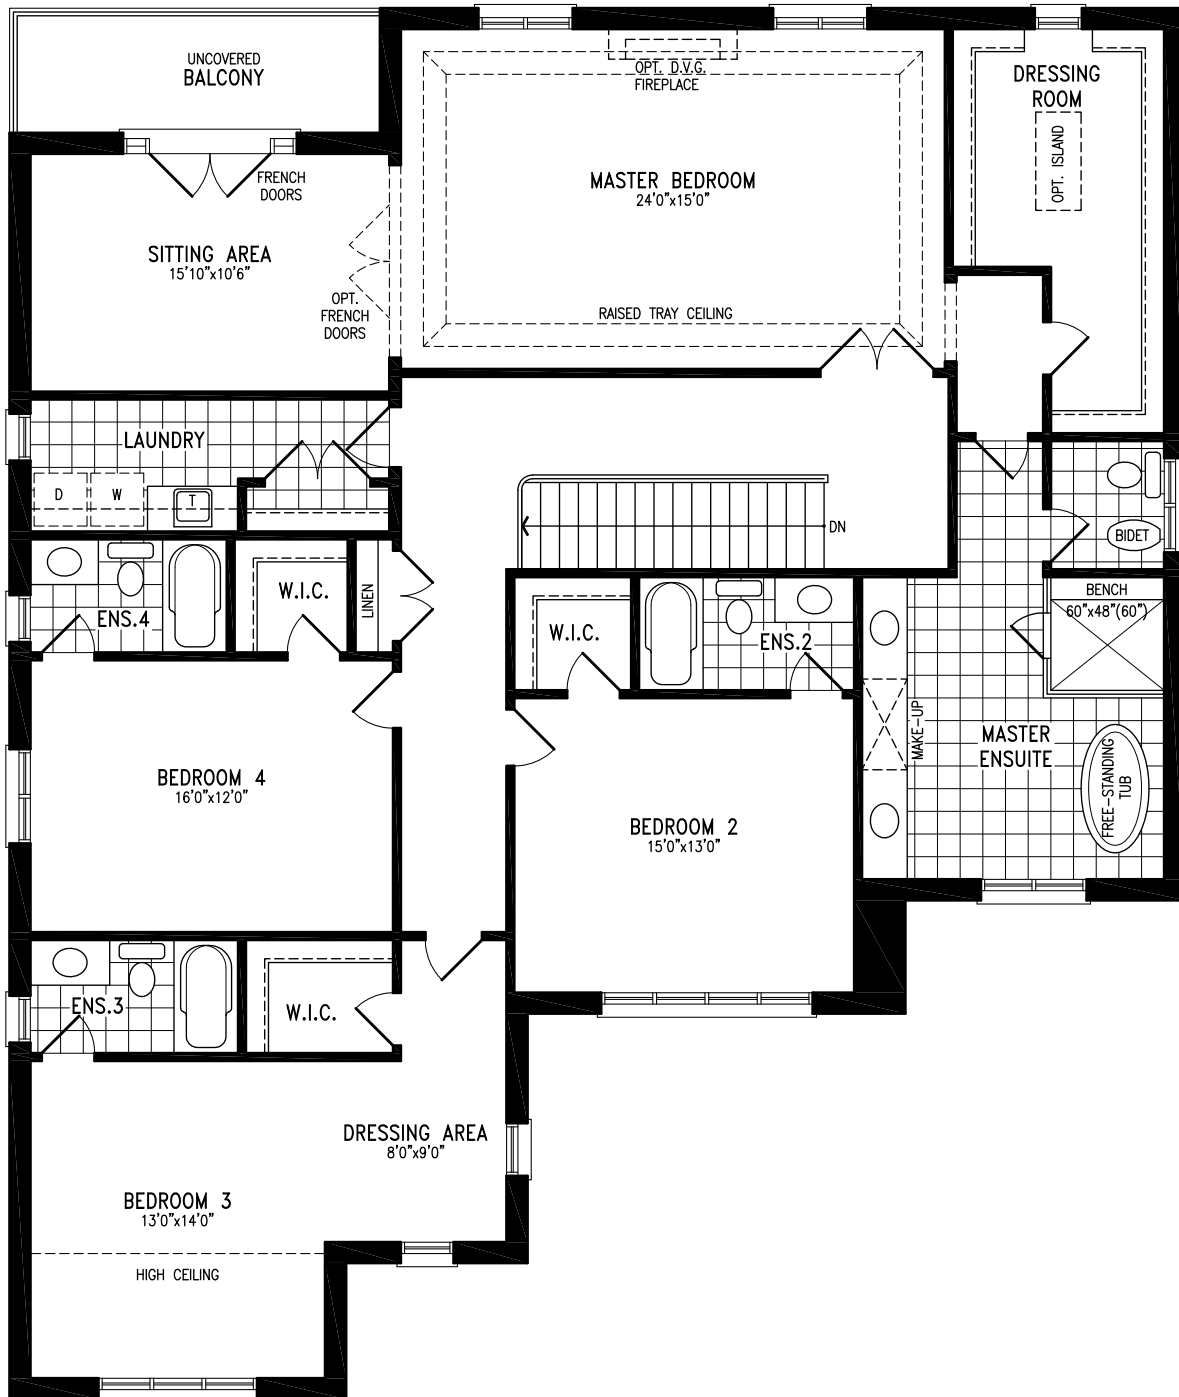 UNCOVERED
BALCONY
FRENCH
DOORS
SITTING AREA
15'10"x10'6"
OPT.
FRENCH
DOORS
OPT. D.V.G.
FIREPLACE
MASTER BEDROOM
24'0"x15'0"
RAISED TRAY CEILING
DRESSING
ROOM
OPT. ISLAND
LAUNDRY
D
W
T
DN
BIDET
ENS.4
W.I.C.
LINEN
W.I.C.
ENS.2
BENCH
60"x48"(60")
MAKE-UP
MASTER
ENSUITE
FREE-STANDING
TUB
BEDROOM 4
16'0"x12'0"
BEDROOM 2
15'0"x13'0"
ENS.3
W.I.C.
DRESSING AREA
8'0"x9'0"
BEDROOM 3
13'0"x14'0"
HIGH CEILING